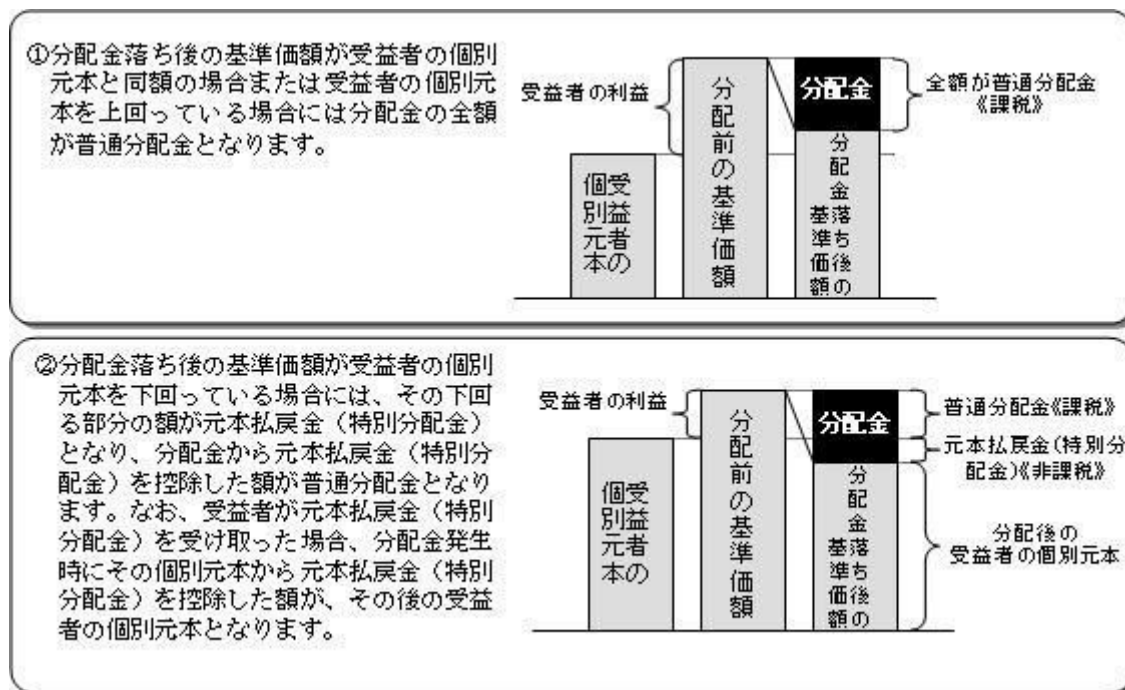 ①分配金落ち後の基準価額が受益者の個別
元本と同額の場合または受益者の個別元
本を上回っている場合には分配金の全額
が普通分配金となります。
受益者の利益
受益者の
個別元本
分配前の基準価額
分配金
分配金落ち後の
基準価額
全額が普通分配金
《課税》
②分配金落ち後の基準価額が受益者の個別
元本を下回っている場合には、その下回
る部分の額が元本払戻金（特別分配金）
となり、分配金から元本払戻金（特別分
配金）を控除した額が普通分配金となり
ます。なお、受益者が元本払戻金（特別
分配金）を受け取った場合、分配金発生
時にその個別元本から元本払戻金（特別
分配金）を控除した額が、その後の受益
者の個別元本となります。
受益者の利益
受益者の
個別元本
分配前の基準価額
分配金
分配金落ち後の
基準価額
普通分配金《課税》
元本払戻金(特別分
配金)《非課税》
分配後の
受益者の個別元本